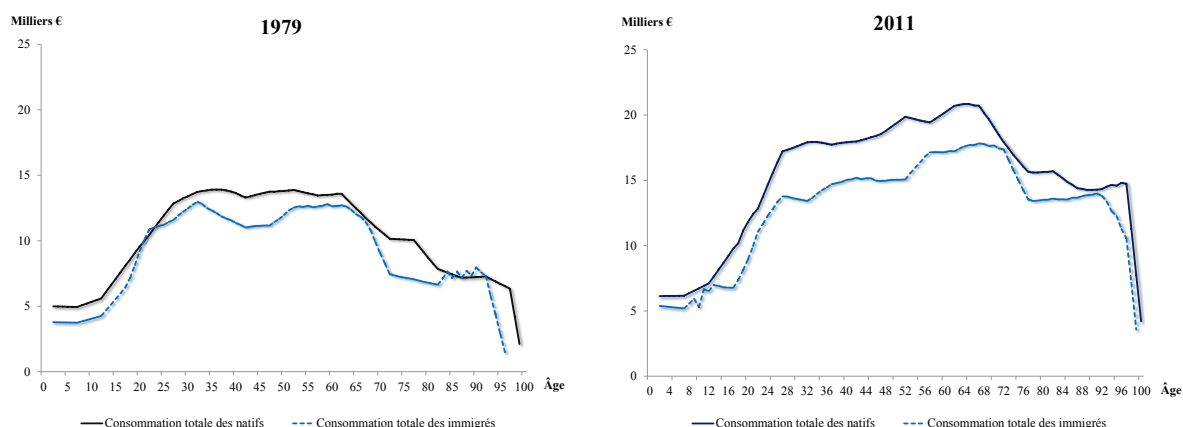 1979
Milliers €
25
20
15
10
5
0
0 5 10 15 20 25 30 35 40 45 50 55 60 65 70 75 80 85 90 95 100
Âge
Consommation totale des natifs
Consommation totale des immigrés
2011
Milliers €
25
20
15
10
5
0
0 4 8 12 16 20 24 28 32 36 40 44 48 52 56 60 64 68 72 76 80 84 88 92 96 100
Âge
Consommation totale des natifs
Consommation totale des immigrés